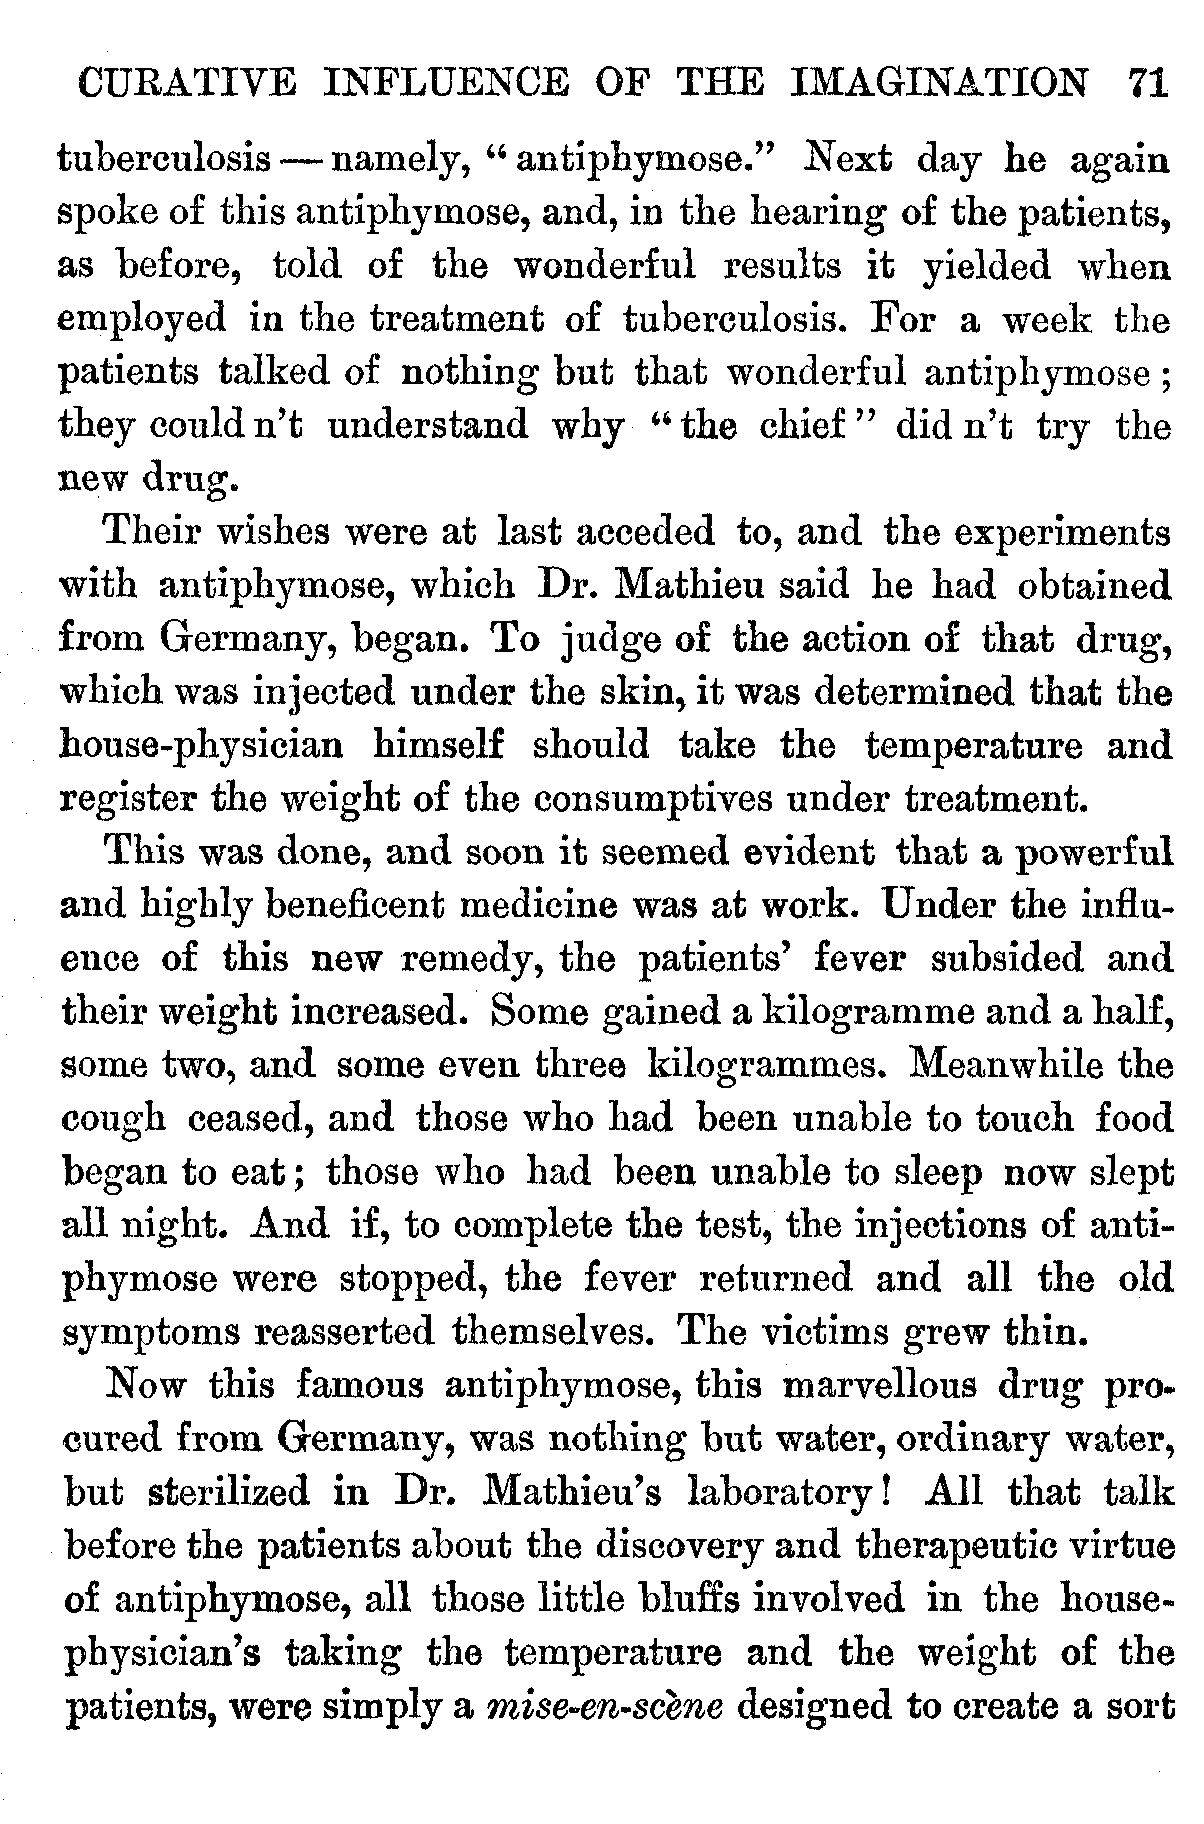 CURATIVE INFLUENCE OF THE IMAGINATION 71
tuberculosis — namely, “antiphymose.” Next day he again
spoke of this antiphymose, and, in the hearing of the patients,
as before, told of the wonderful results it yielded when
employed in the treatment of tuberculosis. For a week the
patients talked of nothing but that wonderful antiphymose;
they could n’t understand why “the chief” did n’t try the
new drug.
Their wishes were at last acceded to, and the experiments
with antiphymose, which Dr. Mathieu said he had obtained
from Germany, began. To judge of the action of that drug,
which was injected under the skin, it was determined that the
house-physician himself should take the temperature and
register the weight of the consumptives under treatment.
This was done, and soon it seemed evident that a powerful
and highly beneficent medicine was at work. Under the influ-
ence of this new remedy, the patients’ fever subsided and
their weight increased. Some gained a kilogramme and a half,
some two, and some even three kilogrammes. Meanwhile the
cough ceased, and those who had been unable to touch food
began to eat; those who had been unable to sleep now slept
all night. And if, to complete the test, the injections of anti-
phymose were stopped, the fever returned and all the old
symptoms reasserted themselves. The victims grew thin.
Now this famous antiphymose, this marvellous drug pro-
cured from Germany, was nothing but water, ordinary water,
but sterilized in Dr. Mathieu’s laboratory! All that talk
before the patients about the discovery and therapeutic virtue
of antiphymose, all those little bluffs involved in the house-
physician’s taking the temperature and the weight of the
patients, were simply a mise-en-scène designed to create a sort